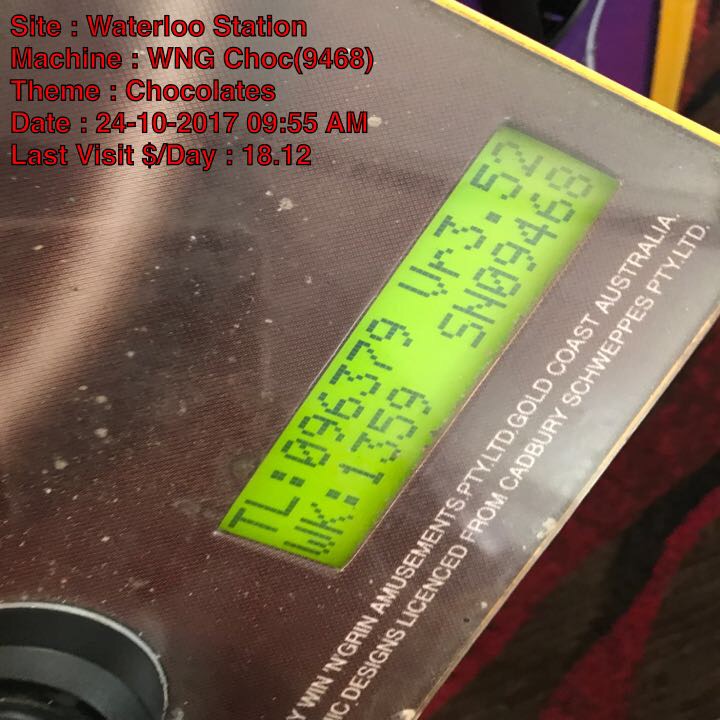 Site : Waterloo Station
Machine : WNG Choc(9468)
Theme : Chocolates
Date : 24-10-2017 09:55 AM
Last Visit $/Day : 18.12
TL:096379 Vr3.52
WK:1359 SN09468
Y WIN N'GRIN AMUSEMENTS.PTY.LTD.GOLD COAST AUSTRALIA.
IC DESIGNS LICENCED FROM CADBURY SCHWEPPES PTY.LTD.